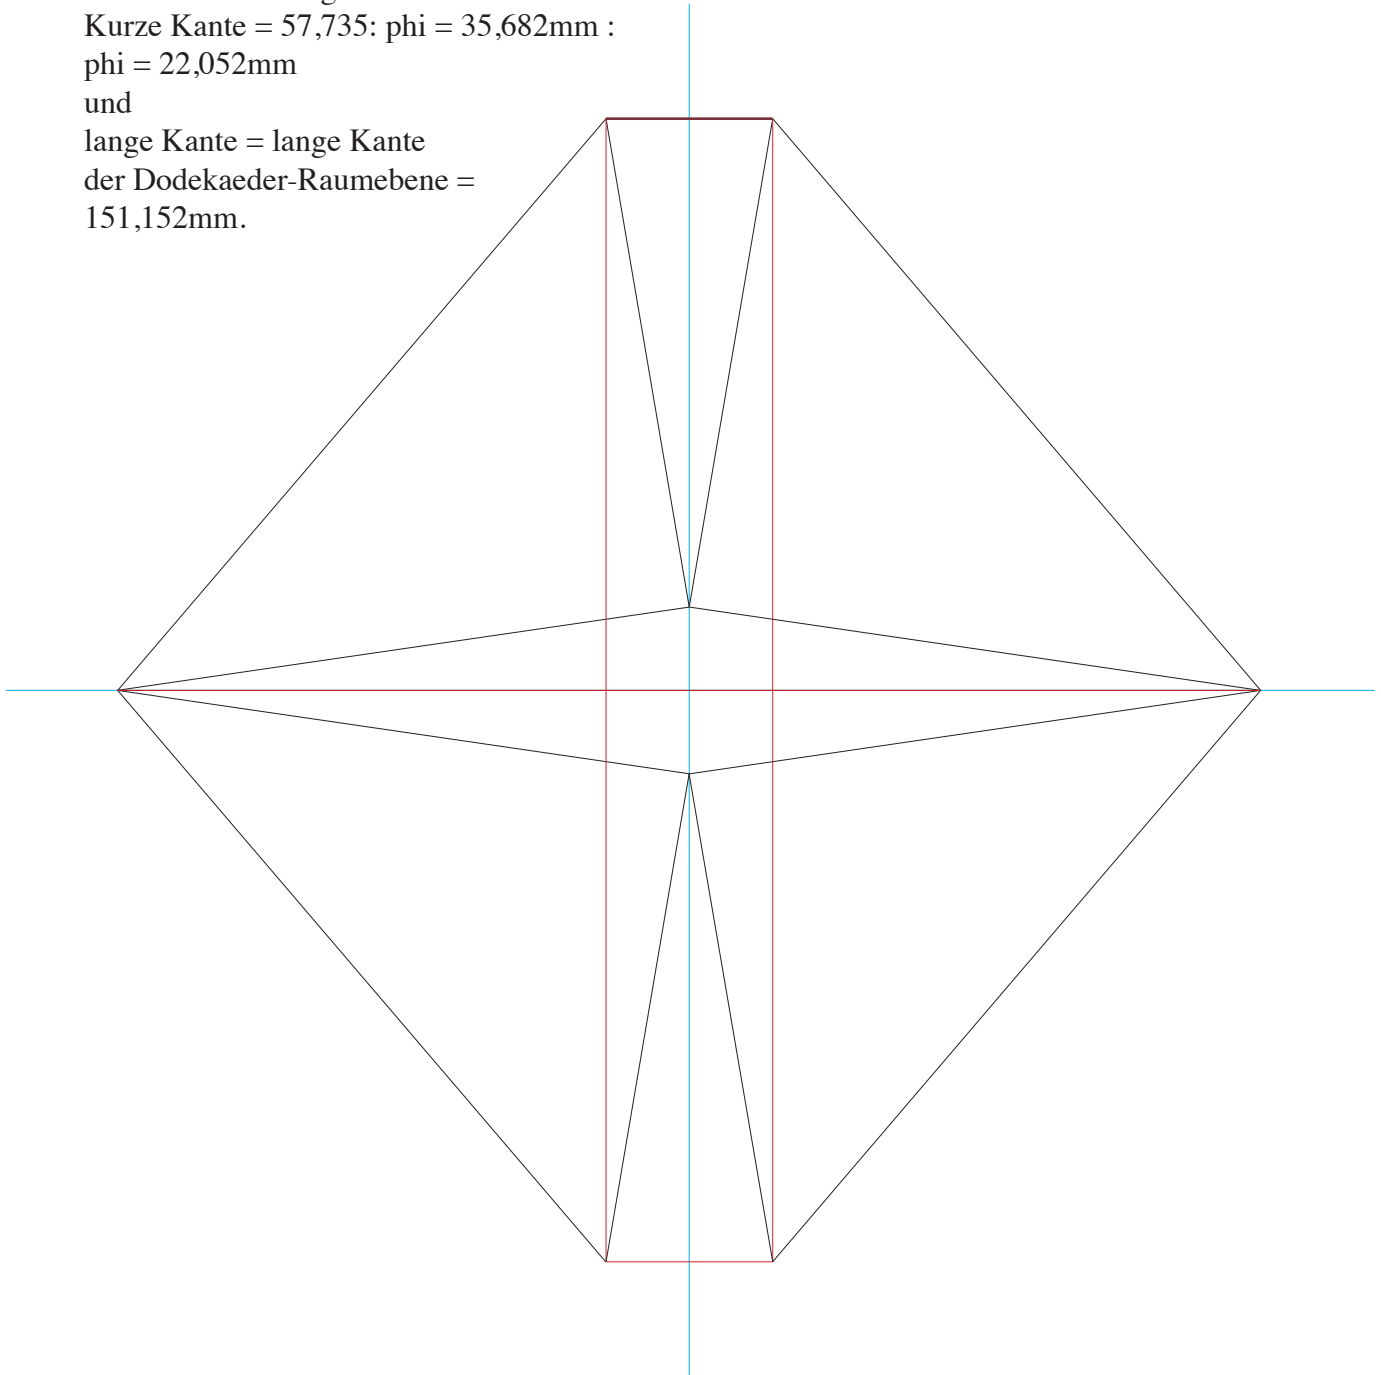 Kurze Kante = 57,735: phi = 35,682mm :
phi = 22,052mm
und
lange Kante = lange Kante
der Dodekaeder-Raumebene =
151,152mm.